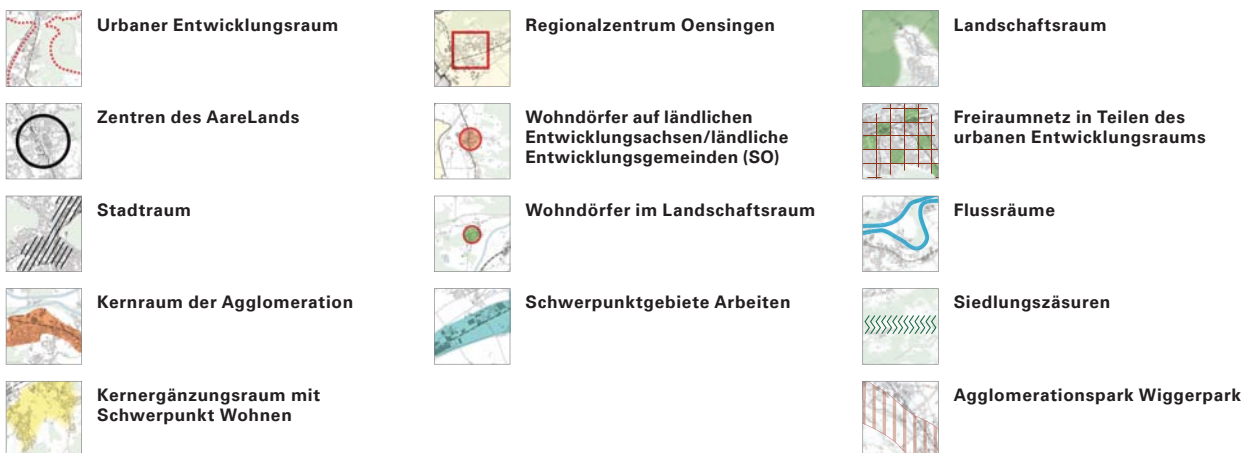 Urbaner Entwicklungsraum
Zentren des AareLands
Stadtraum
Kernraum der Agglomeration
Kernergänzungsraum mit
Schwerpunkt Wohnen
Regionalzentrum Oensingen
Wohndörfer auf ländlichen
Entwicklungsachsen/ländliche
Entwicklungsgemeinden (SO)
Wohndörfer im Landschaftsraum
Schwerpunktgebiete Arbeiten
Landschaftsraum
Freiraumnetz in Teilen des
urbanen Entwicklungsraums
Flussräume
Siedlungszäsuren
Agglomerationspark Wiggerpark